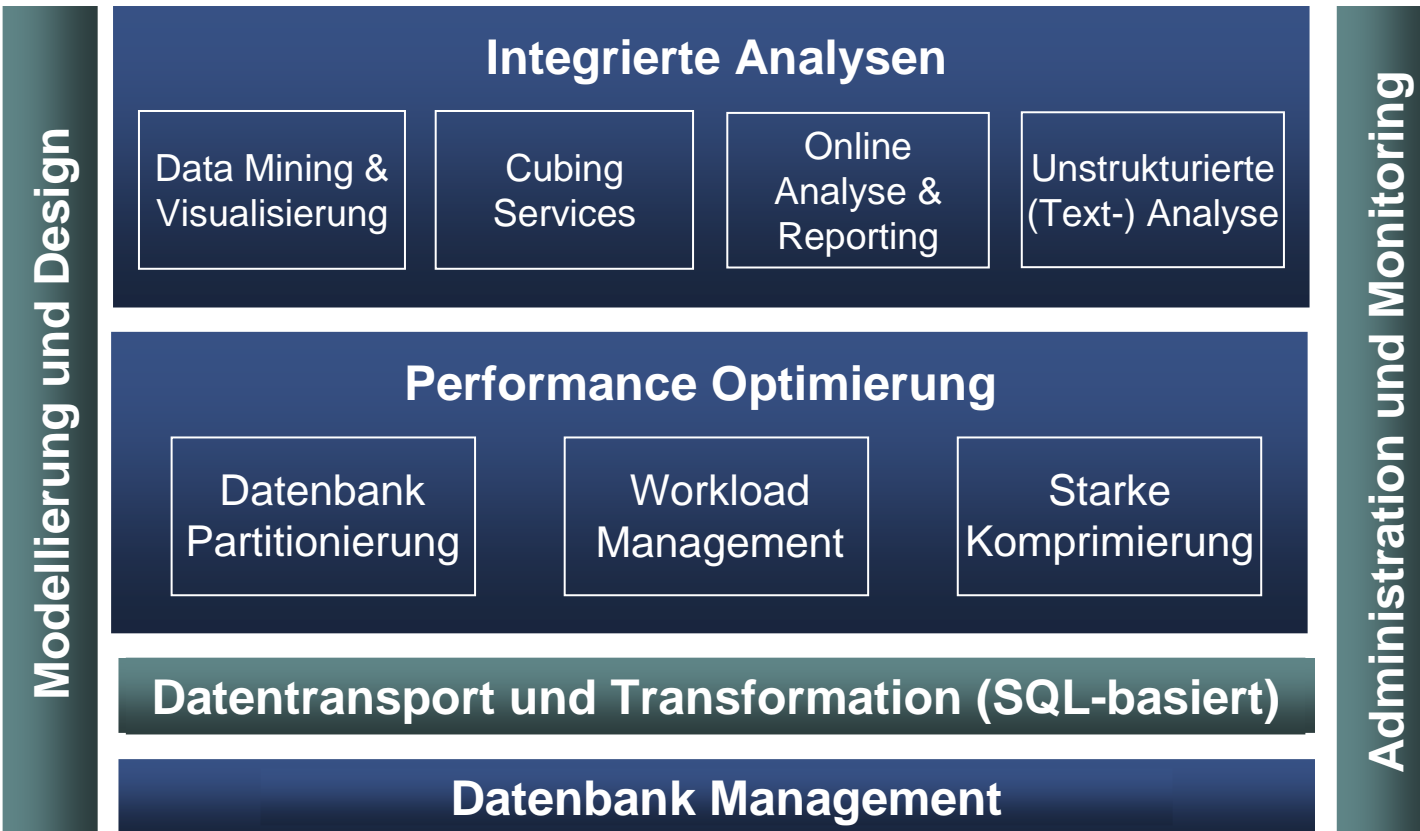 Modellierung und Design
Integrierte Analysen
Data Mining &
Visualisierung
Cubing
Services
Online
Analyse &
Reporting
Unstrukturierte
(Text-) Analyse
Performance Optimierung
Datenbank
Partitionierung
Workload
Management
Starke
Komprimierung
Datentransport und Transformation (SQL-basiert)
Datenbank Management
Administration und Monitoring